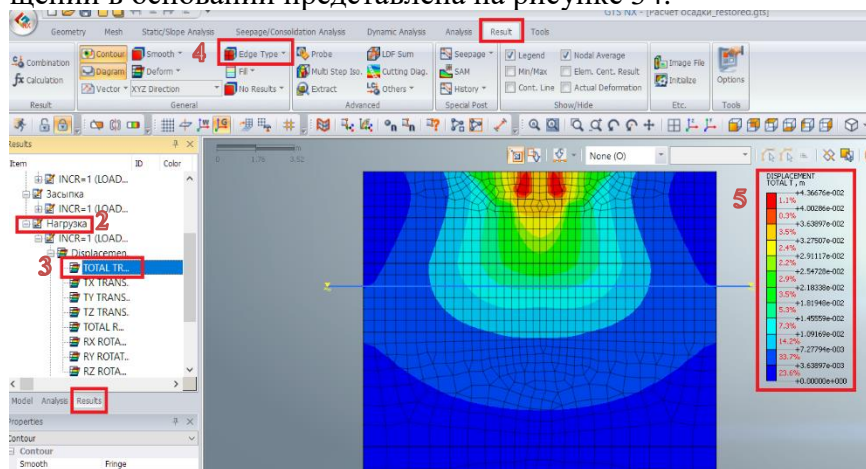 щений в основании представлена на рисунке 34.
GTS NX - [Расчет осадки_restored.gts]
Geometry Mesh Static/Slope Analysis Seepage/Consolidation Analysis Dynamic Analysis Analysis Result Tools
4
Combination
Calculation
Result
Contour Smooth Edge Type
Diagram Deform Fill
Vector XYZ Direction No Results
General
Probe LDF Sum
Multi Step Iso. Cutting Diag.
Extract Others
Advanced
Seepage
SAM
History
Special Post
Legend Nodal Average
Min/Max Elem. Cent. Result
Cont. Line Actual Deformation
Show/Hide
Image File
Initialze
Etc.
Options
Tools
Results
Item ID Color
INCR=1 (LOAD...
Засыпка
INCR=1 (LOAD...
Нагрузка 2
INCR=1 (LOAD...
Displacemen...
3 TOTAL TR...
TX TRANS.
TY TRANS.
TZ TRANS.
TOTAL R...
RX ROTA...
RY ROTAT..
RZ ROTA...
Model Analysis Results
Properties
Contour
Contour
Smooth Fringe
0 1.76 3.52
None (O)
5
DISPLACEMENT
TOTAL T , m
+4.36676e-002
1.1%
+4.00286e-002
0.3%
+3.63897e-002
3.5%
+3.27507e-002
2.4%
+2.91117e-002
2.2%
+2.54728e-002
2.9%
+2.18338e-002
3.5%
+1.81948e-002
5.3%
+1.45559e-002
7.3%
+1.09169e-002
14.2%
+7.27794e-003
33.7%
+3.63897e-003
23.6%
+0.00000e+000